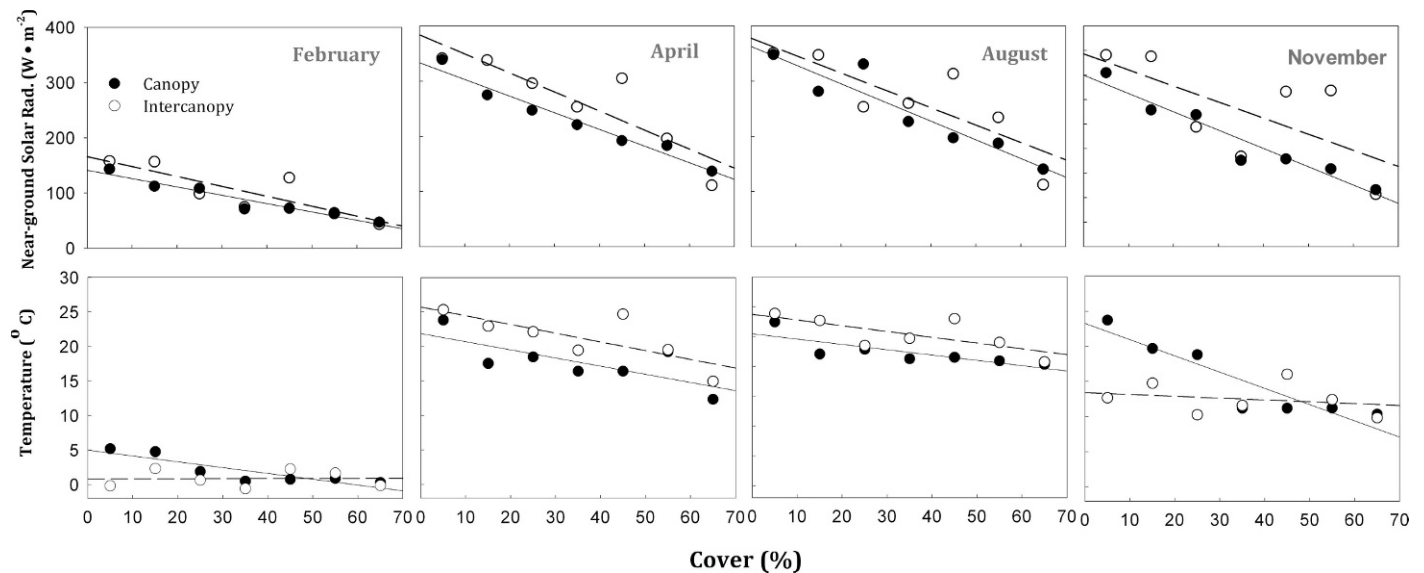 Near-ground Solar Rad. (W • m⁻²)
400
300
200
100
0
February
Canopy
Intercanopy
April
August
November
Temperature (° C)
30
25
20
15
10
5
0
0 10 20 30 40 50 60 70
0 10 20 30 40 50 60 70
0 10 20 30 40 50 60 70
0 10 20 30 40 50 60 70
Cover (%)